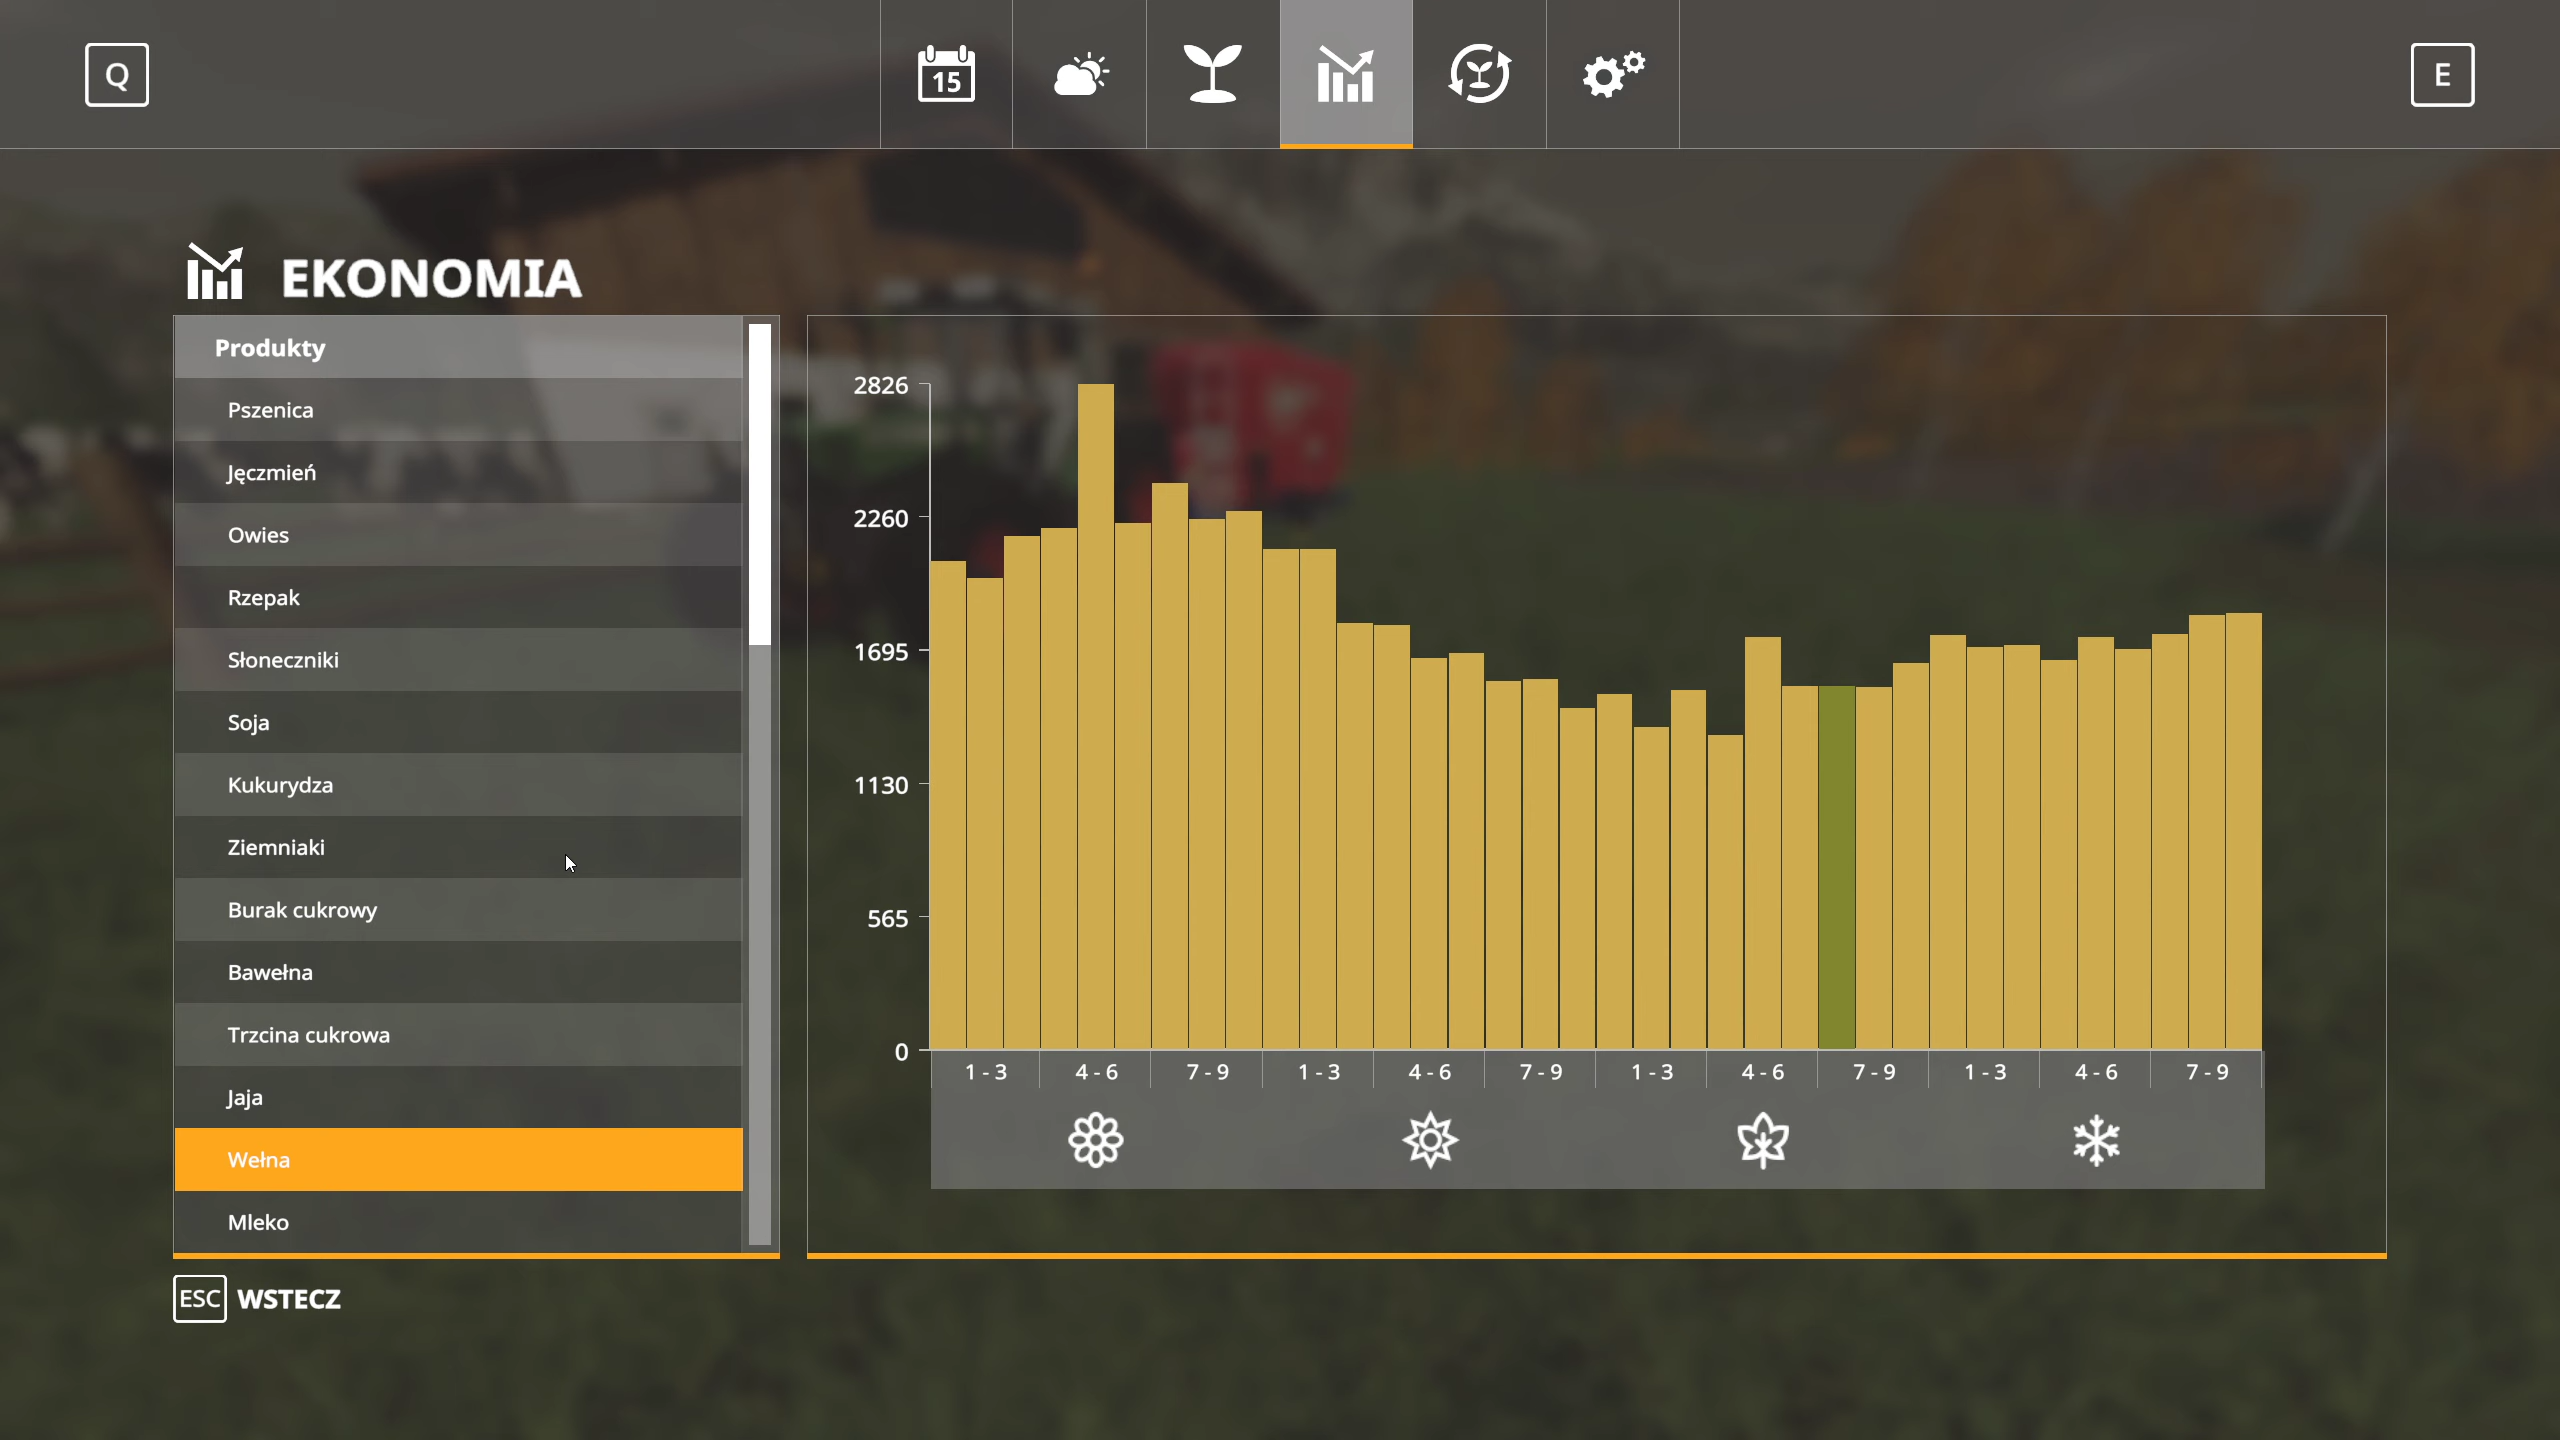 Q
15
E
EKONOMIA
Produkty
Pszenica
Jęczmień
Owies
Rzepak
Słoneczniki
Soja
Kukurydza
Ziemniaki
Burak cukrowy
Bawełna
Trzcina cukrowa
Jaja
Wełna
Mleko
2826
2260
1695
1130
565
0
1 - 3 4 - 6 7 - 9 1 - 3 4 - 6 7 - 9 1 - 3 4 - 6 7 - 9 1 - 3 4 - 6 7 - 9
ESC WSTECZ